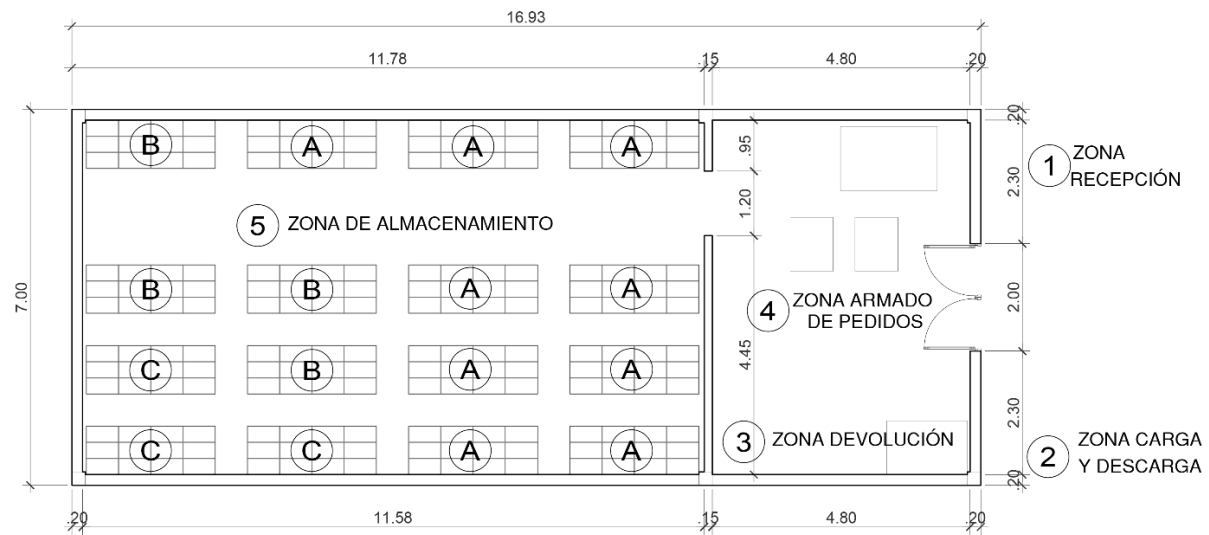 16.93
11.78
.15
4.80
.20
B
A
A
A
.95
.20
1
ZONA
RECEPCIÓN
2.30
5
ZONA DE ALMACENAMIENTO
1.20
7.00
B
B
A
A
4
ZONA ARMADO
DE PEDIDOS
2.00
C
B
A
A
4.45
2.30
C
C
A
A
3
ZONA DEVOLUCIÓN
2
ZONA CARGA
Y DESCARGA
.20
.20
11.58
.15
4.80
.20